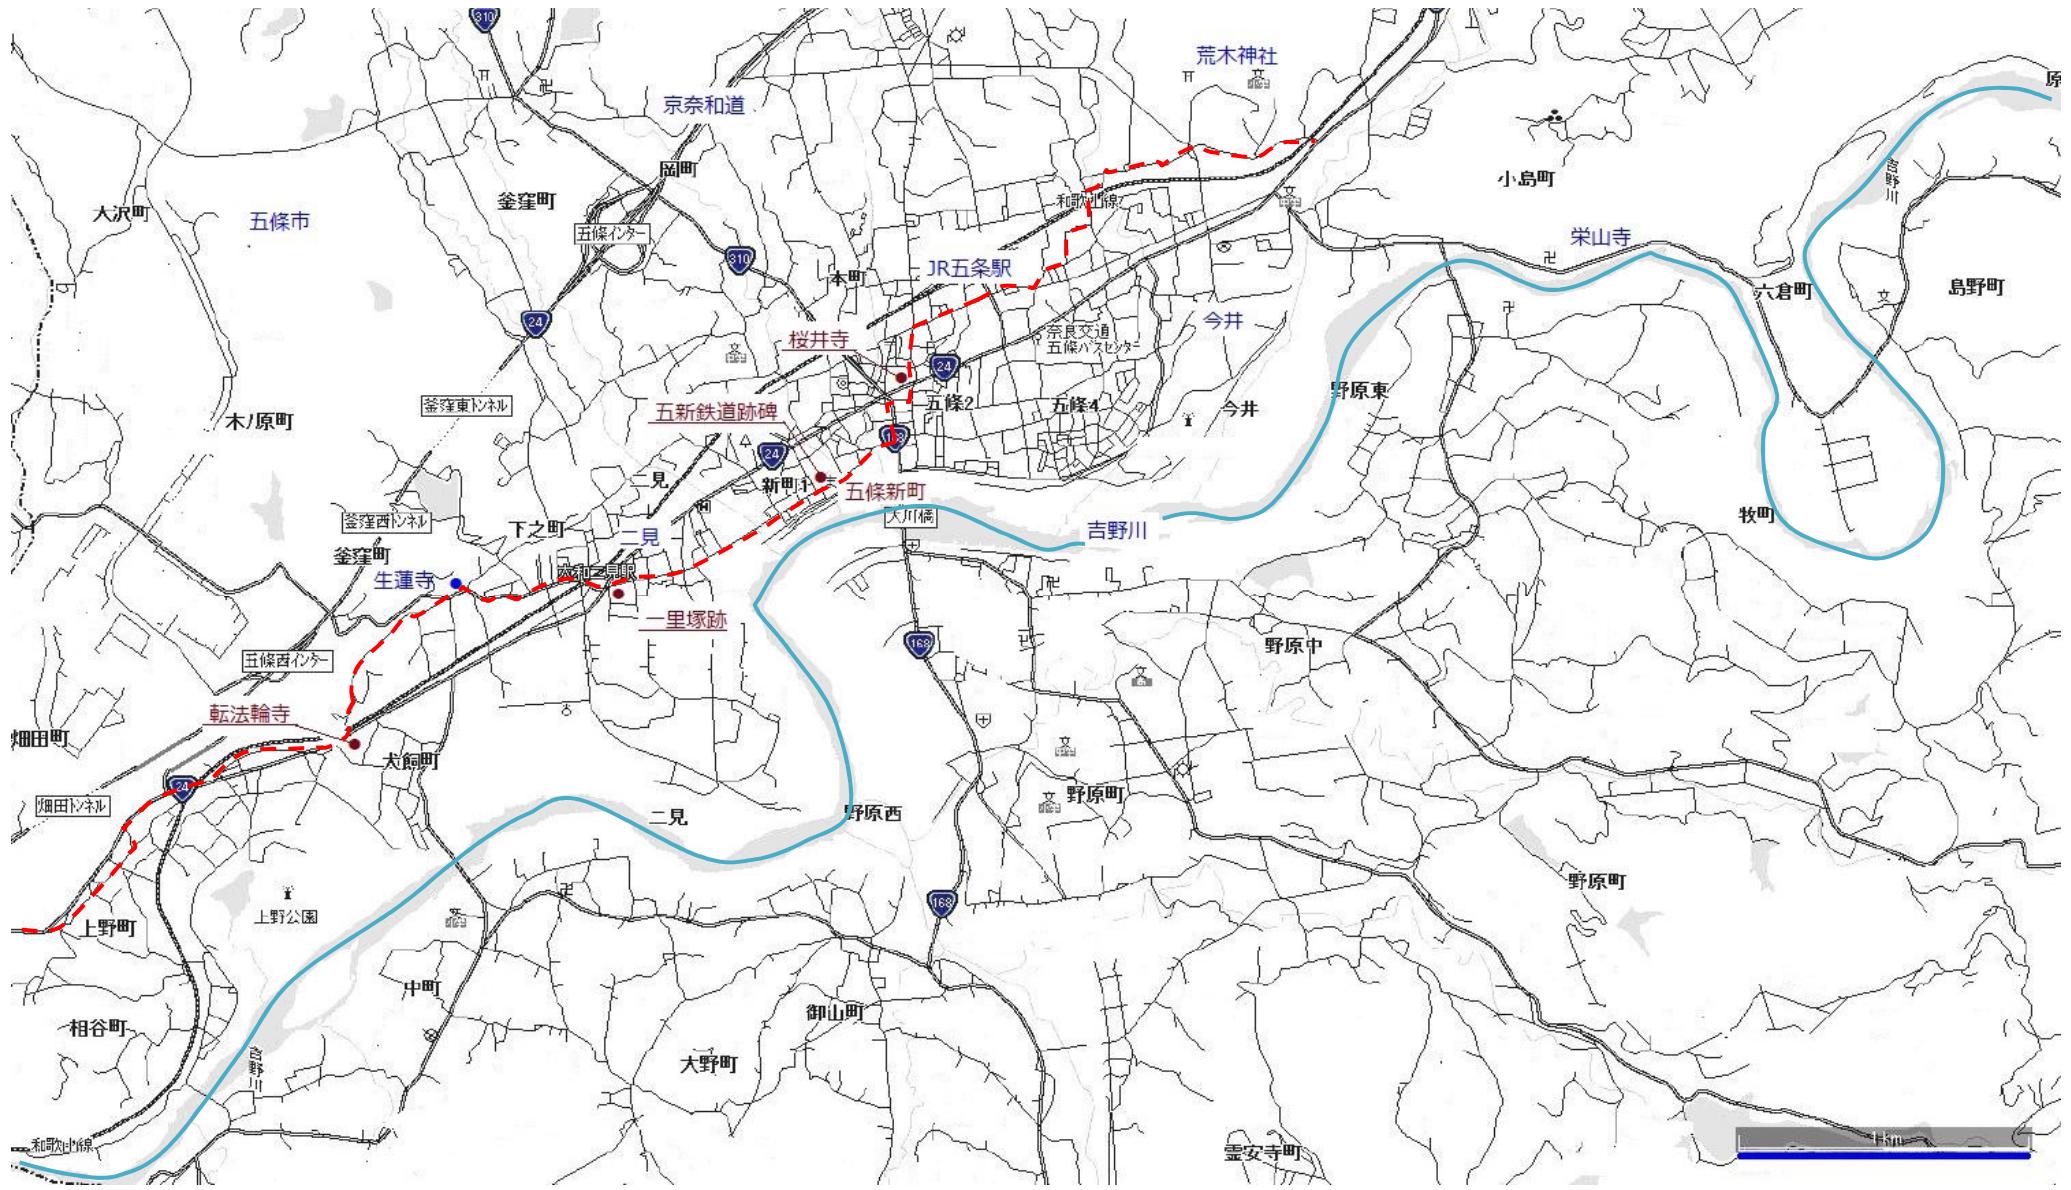 310
荒木神社
原
京奈和道
岡町
吉野川
小島町
釜窪町
和歌山線
大沢町
五條市
五條インター
栄山寺
310
JR五条駅
本町
六倉町
島野町
24
今井
奈良交通
五條バスセンター
桜井寺
24
野原東
釜窪東トンネル
五新鉄道跡碑
五條2
五條4
今井
木ノ原町
168
24
二見
新町1
五條新町
大川橋
牧町
釜窪西トンネル
下之町
二見
吉野川
釜窪町
大和二見駅
生蓮寺
一里塚跡
168
野原中
五條西インター
転法輪寺
畑田町
犬飼町
24
畑田トンネル
野原町
二見
野原西
野原町
168
上野公園
上野町
中町
御山町
相谷町
吉野川
大野町
和歌山線
霊安寺町
1 km